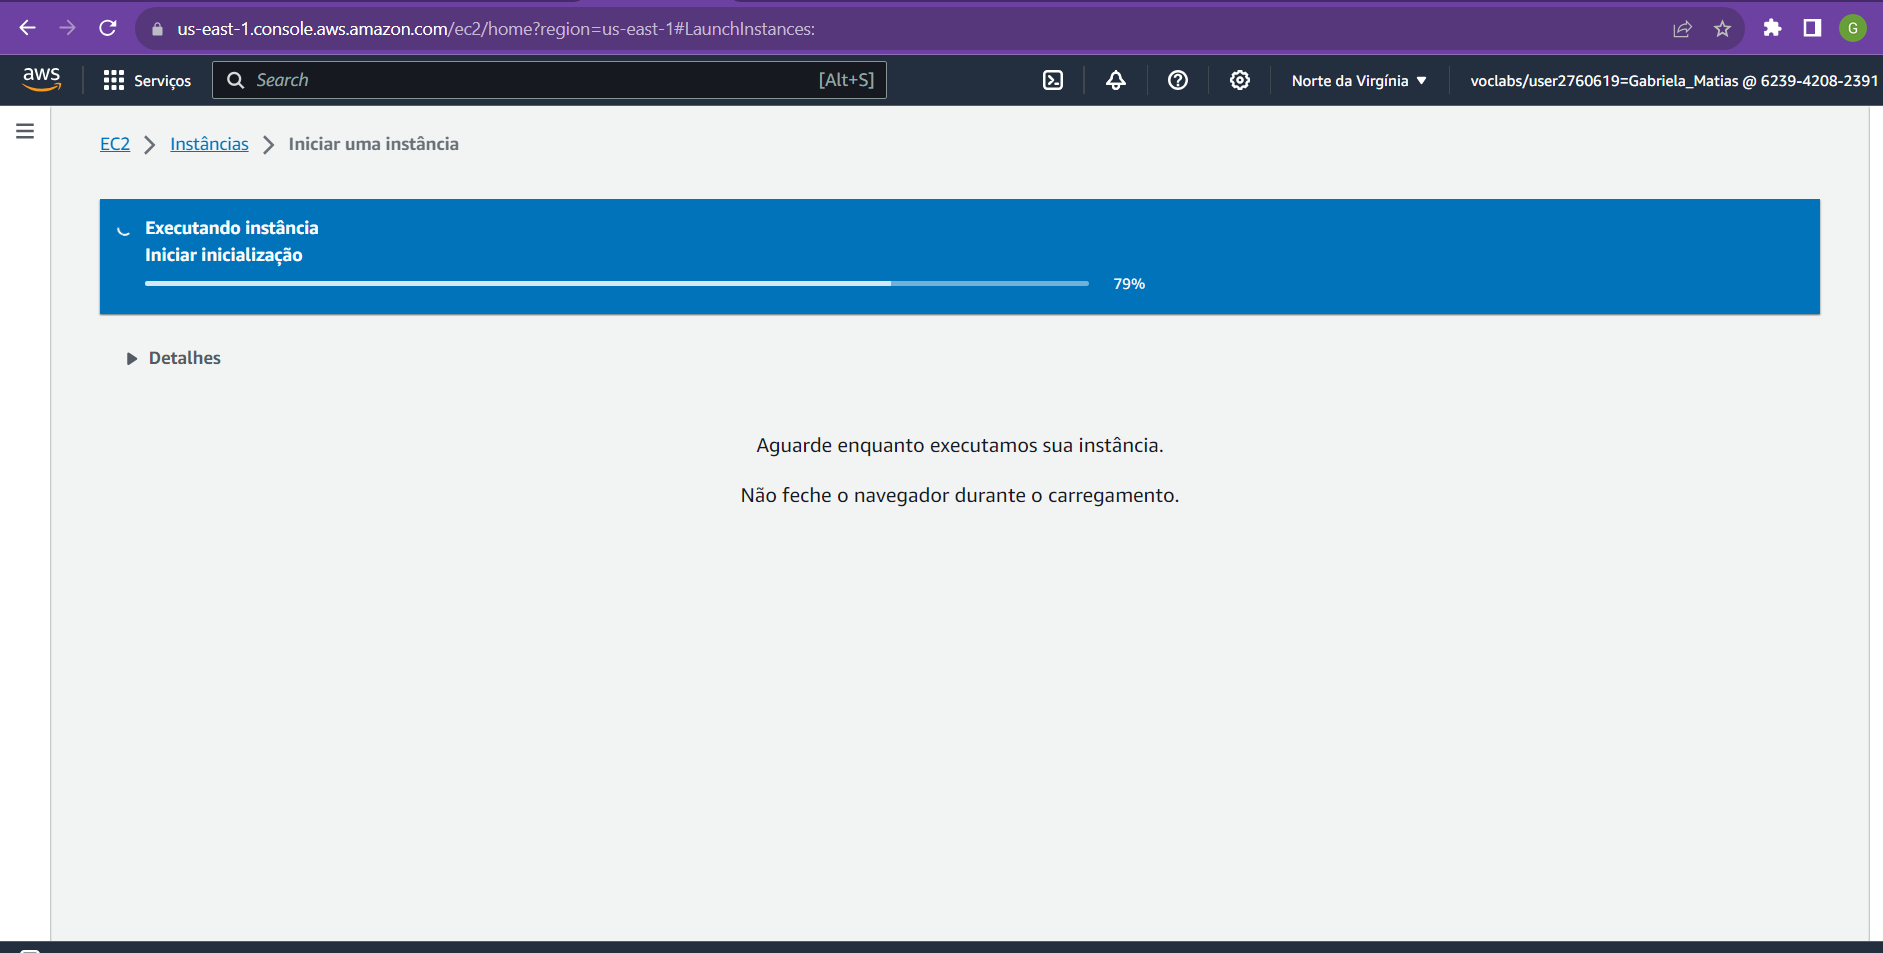 us-east-1.console.aws.amazon.com/ec2/home?region=us-east-1#LaunchInstances:
G
aws
Serviços
Search
[Alt+S]
Norte da Virgínia
voclabs/user2760619=Gabriela_Matias @ 6239-4208-2391
EC2
Instâncias
Iniciar uma instância
Executando instância
Iniciar inicialização
79%
Detalhes
Aguarde enquanto executamos sua instância.
Não feche o navegador durante o carregamento.